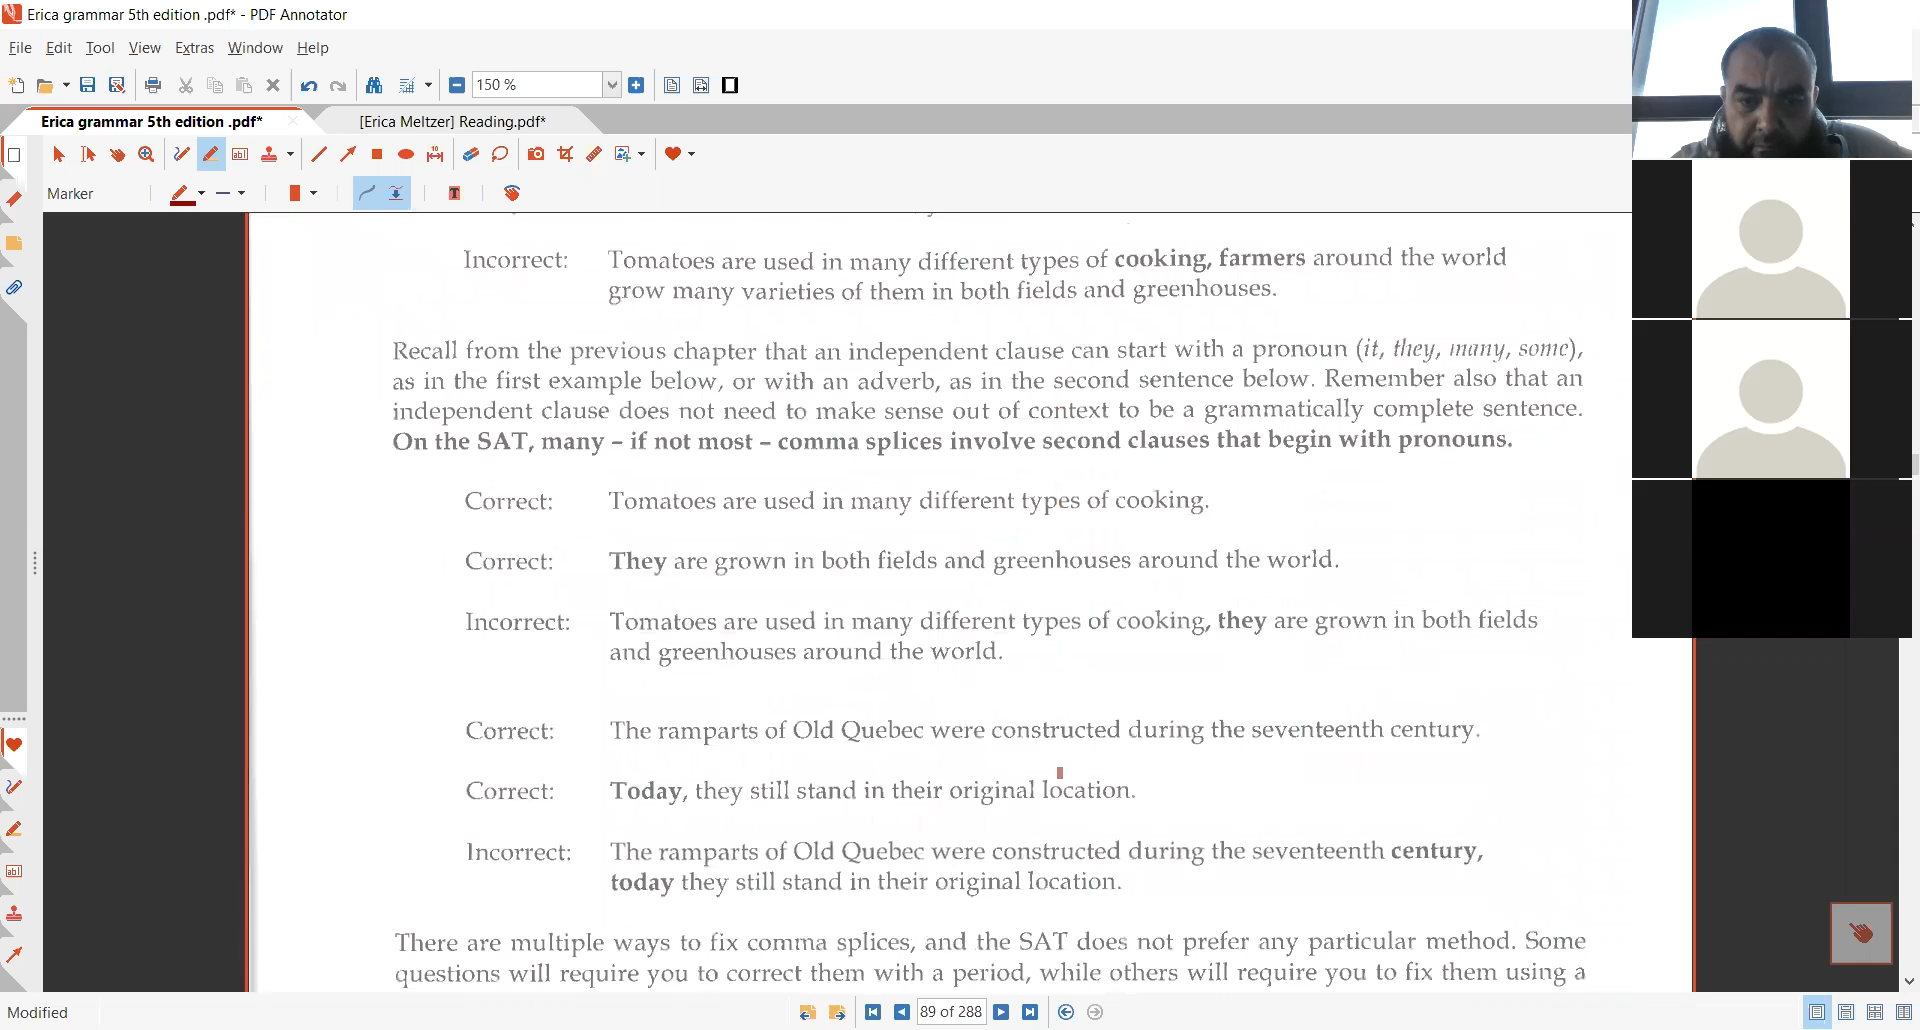 Erica grammar 5th edition .pdf* - PDF Annotator
File Edit Tool View Extras Window Help
150 %
Erica grammar 5th edition .pdf* [Erica Meltzer] Reading.pdf*
Marker
Incorrect: Tomatoes are used in many different types of cooking, farmers around the world
grow many varieties of them in both fields and greenhouses.
Recall from the previous chapter that an independent clause can start with a pronoun (it, they, many, some),
as in the first example below, or with an adverb, as in the second sentence below. Remember also that an
independent clause does not need to make sense out of context to be a grammatically complete sentence.
On the SAT, many – if not most – comma splices involve second clauses that begin with pronouns.
Correct: Tomatoes are used in many different types of cooking.
Correct: They are grown in both fields and greenhouses around the world.
Incorrect: Tomatoes are used in many different types of cooking, they are grown in both fields
and greenhouses around the world.
Correct: The ramparts of Old Quebec were constructed during the seventeenth century.
Correct: Today, they still stand in their original location.
Incorrect: The ramparts of Old Quebec were constructed during the seventeenth century,
today they still stand in their original location.
There are multiple ways to fix comma splices, and the SAT does not prefer any particular method. Some
questions will require you to correct them with a period, while others will require you to fix them using a
Modified
89 of 288